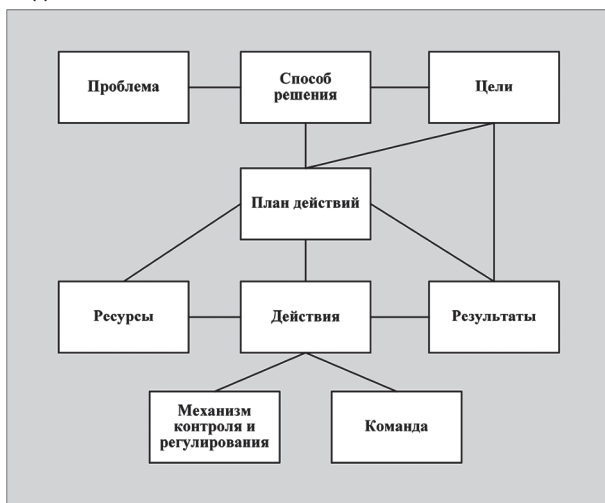 Проблема
Способ
решения
Цели
План действий
Ресурсы
Действия
Результаты
Механизм
контроля и
регулирования
Команда